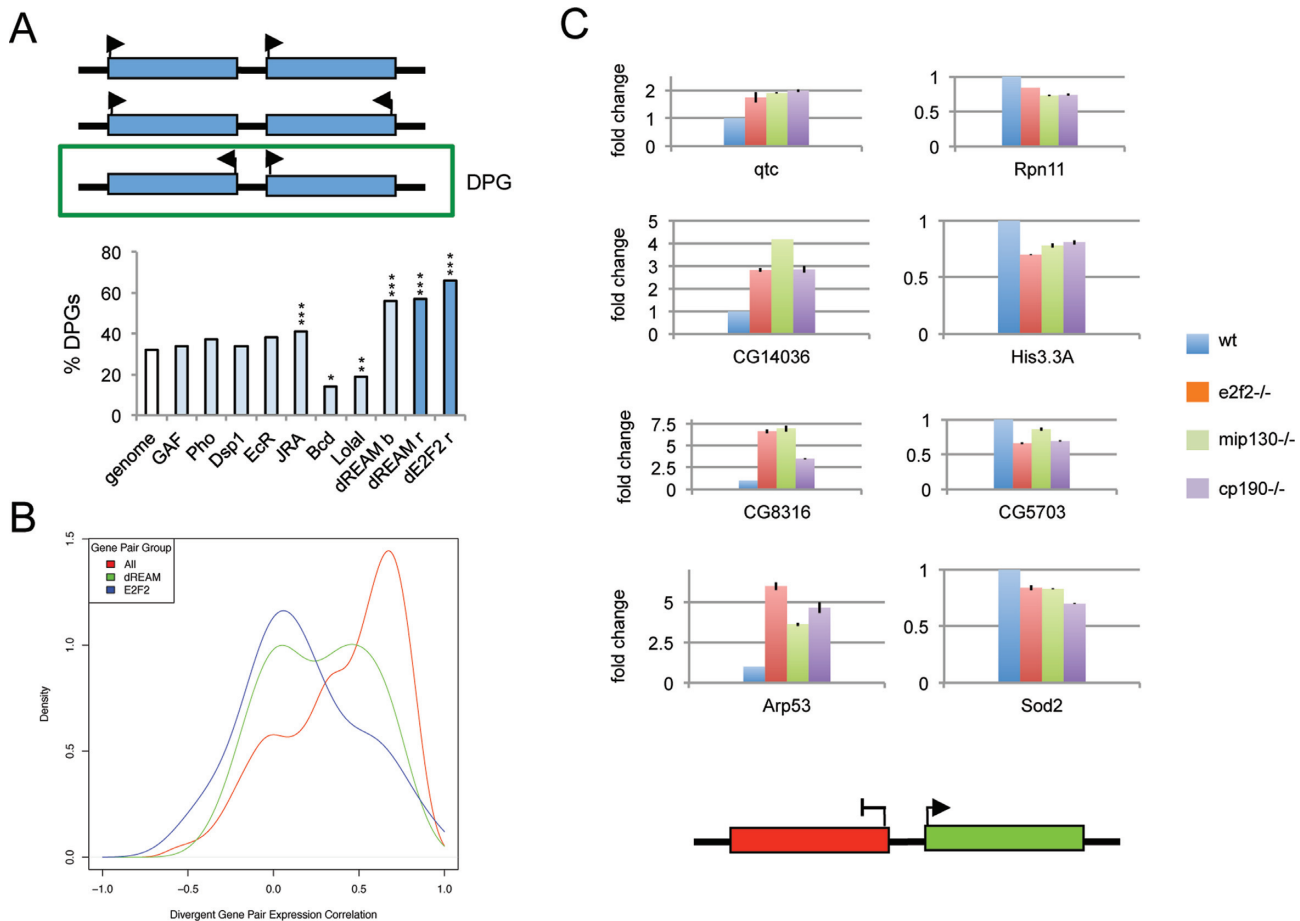 A
DPG
% DPGs
80
60
40
20
0
***
*
**
***
***
***
genome
GAF
Pho
Dsp1
EcR
JRA
Bcd
Lolal
dREAM b
dREAM r
dE2F2 r
B
Gene Pair Group
All
dREAM
E2F2
Density
1.5
1.0
0.5
0.0
−1.0 −0.5 0.0 0.5 1.0
Divergent Gene Pair Expression Correlation
C
fold change
2
1
0
qtc
1
0.5
0
Rpn11
fold change
5
4
3
2
1
0
CG14036
1
0.5
0
His3.3A
fold change
7.5
5
2.5
0
CG8316
1
0.5
0
CG5703
fold change
5
2.5
0
Arp53
1
0.5
0
Sod2
wt
e2f2-/-
mip130-/-
cp190-/-